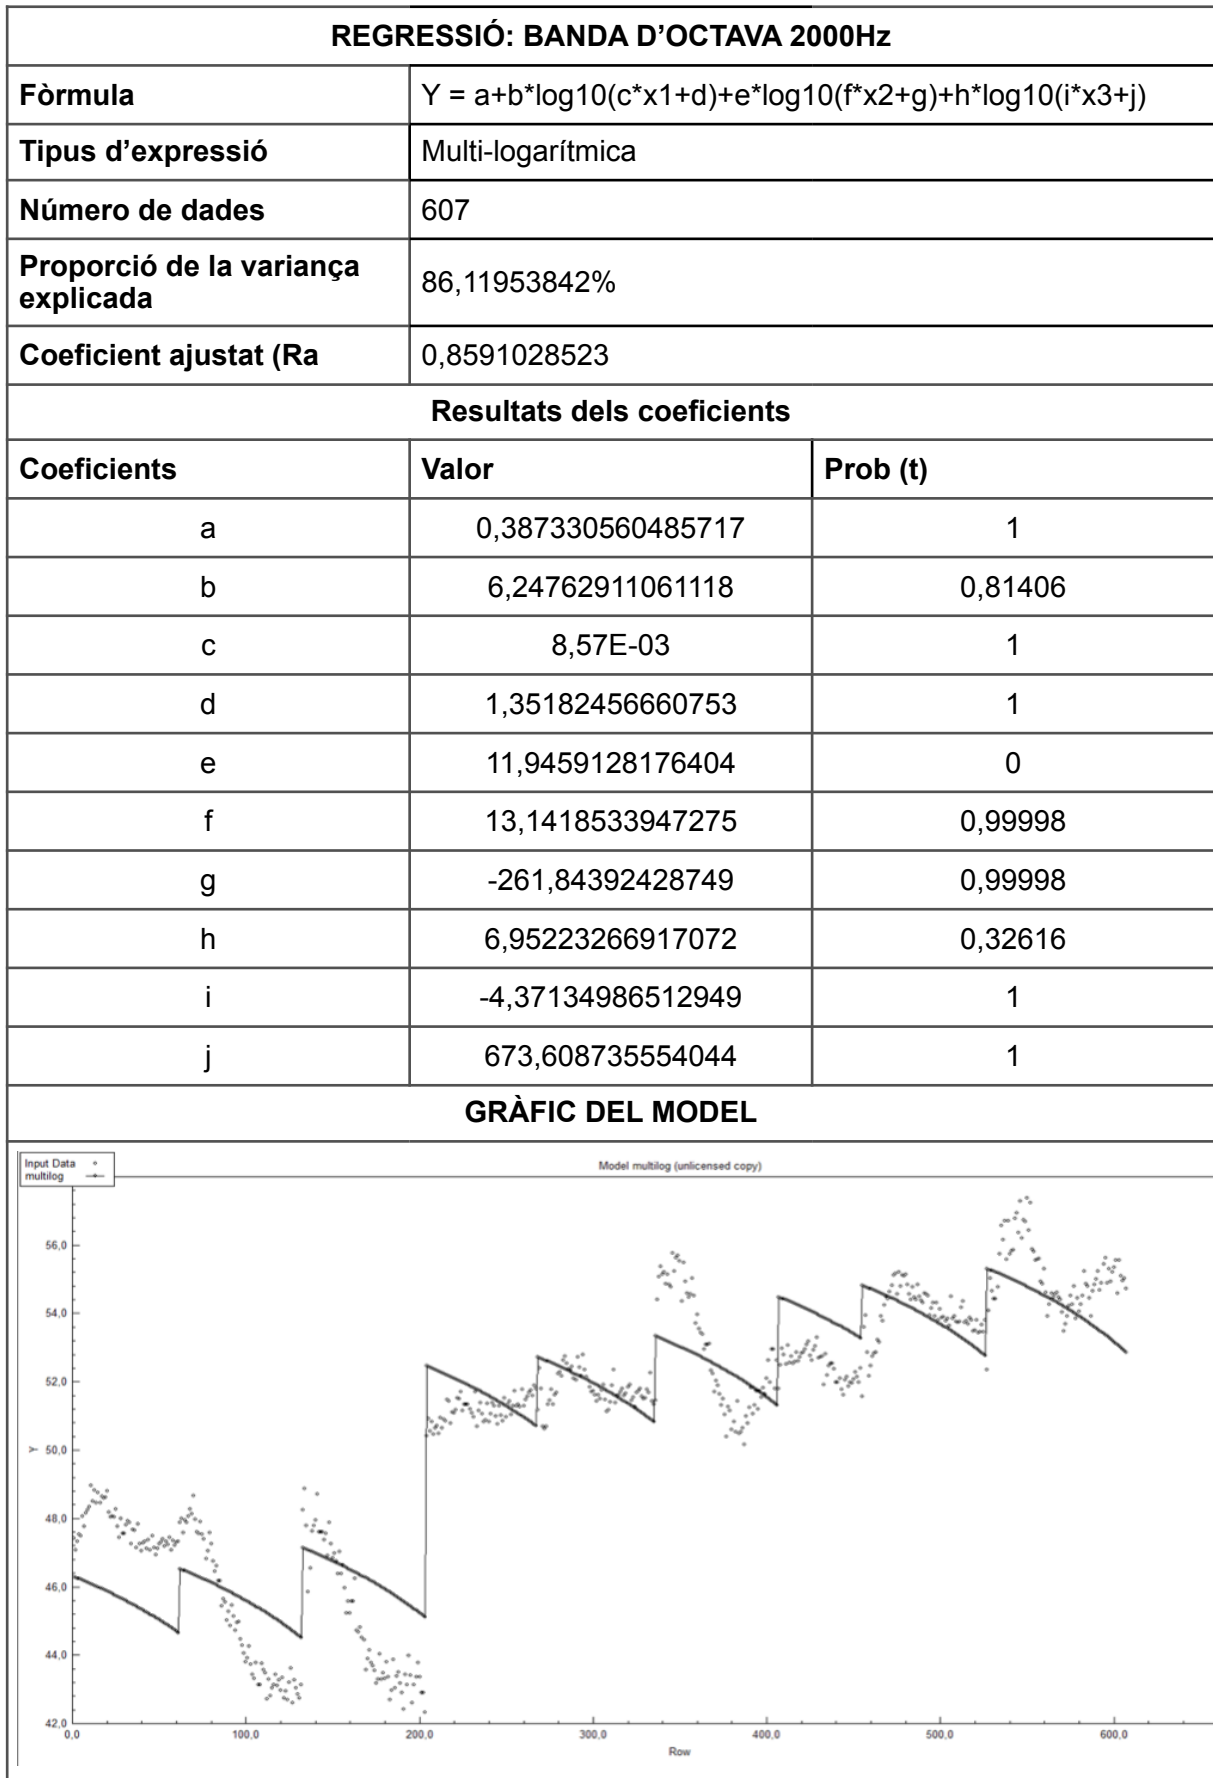 REGRESSIÓ: BANDA D’OCTAVA 2000Hz
Fòrmula Y = a+b*log10(c*x1+d)+e*log10(f*x2+g)+h*log10(i*x3+j)
Tipus d’expressió Multi-logarítmica
Número de dades 607
Proporció de la variança
explicada 86,11953842%
Coeficient ajustat (Ra 0,8591028523
Resultats dels coeficients
Coeficients Valor Prob (t)
a 0,387330560485717 1
b 6,24762911061118 0,81406
c 8,57E-03 1
d 1,35182456660753 1
e 11,9459128176404 0
f 13,1418533947275 0,99998
g -261,84392428749 0,99998
h 6,95223266917072 0,32616
i -4,37134986512949 1
j 673,608735554044 1
GRÀFIC DEL MODEL
Input Data
multilog
Model multilog (unlicensed copy)
56,0
54,0
52,0
Y
50,0
48,0
46,0
44,0
42,0
0,0 100,0 200,0 300,0 400,0 500,0 600,0
Row